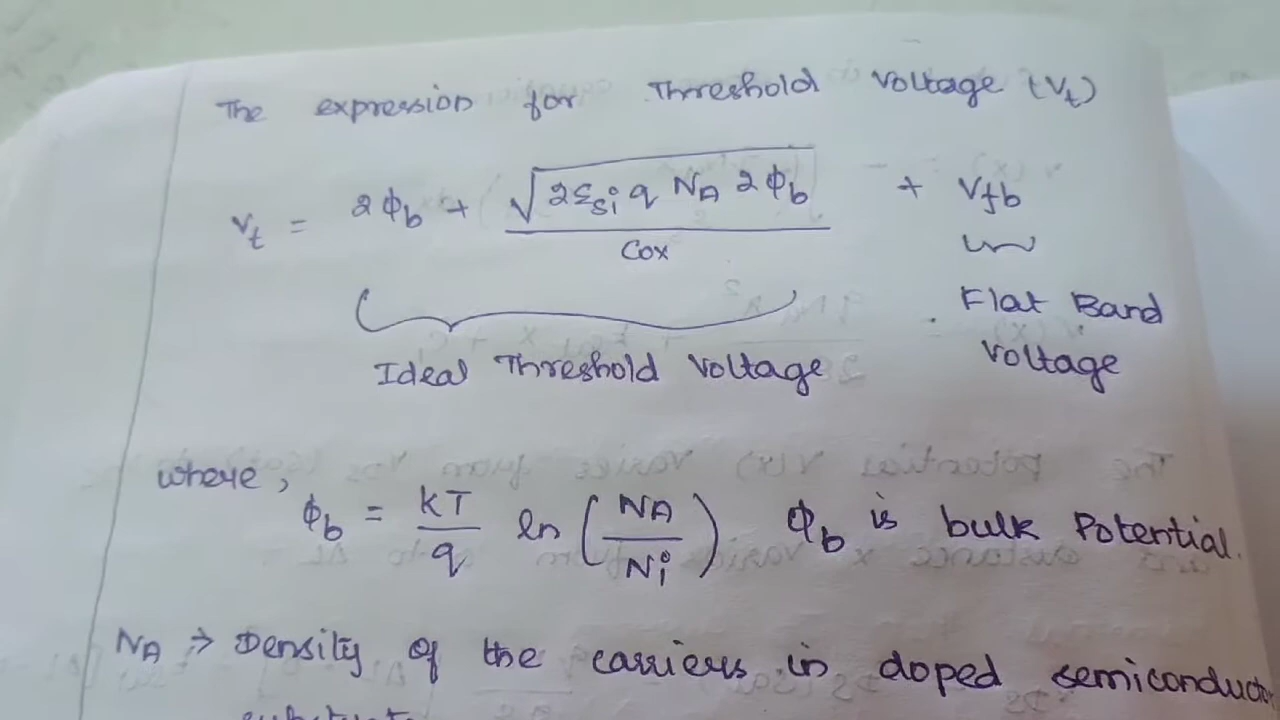 The expression for Threshold Voltage (Vt)
Vt = 2Φb + √(2εsi q NA 2Φb) / Cox + Vfb
Ideal Threshold Voltage
Flat Band
Voltage
where,
Φb = kT/q ln (NA/Ni) Φb is bulk Potential.
NA → Density of the carriers in doped semiconducto